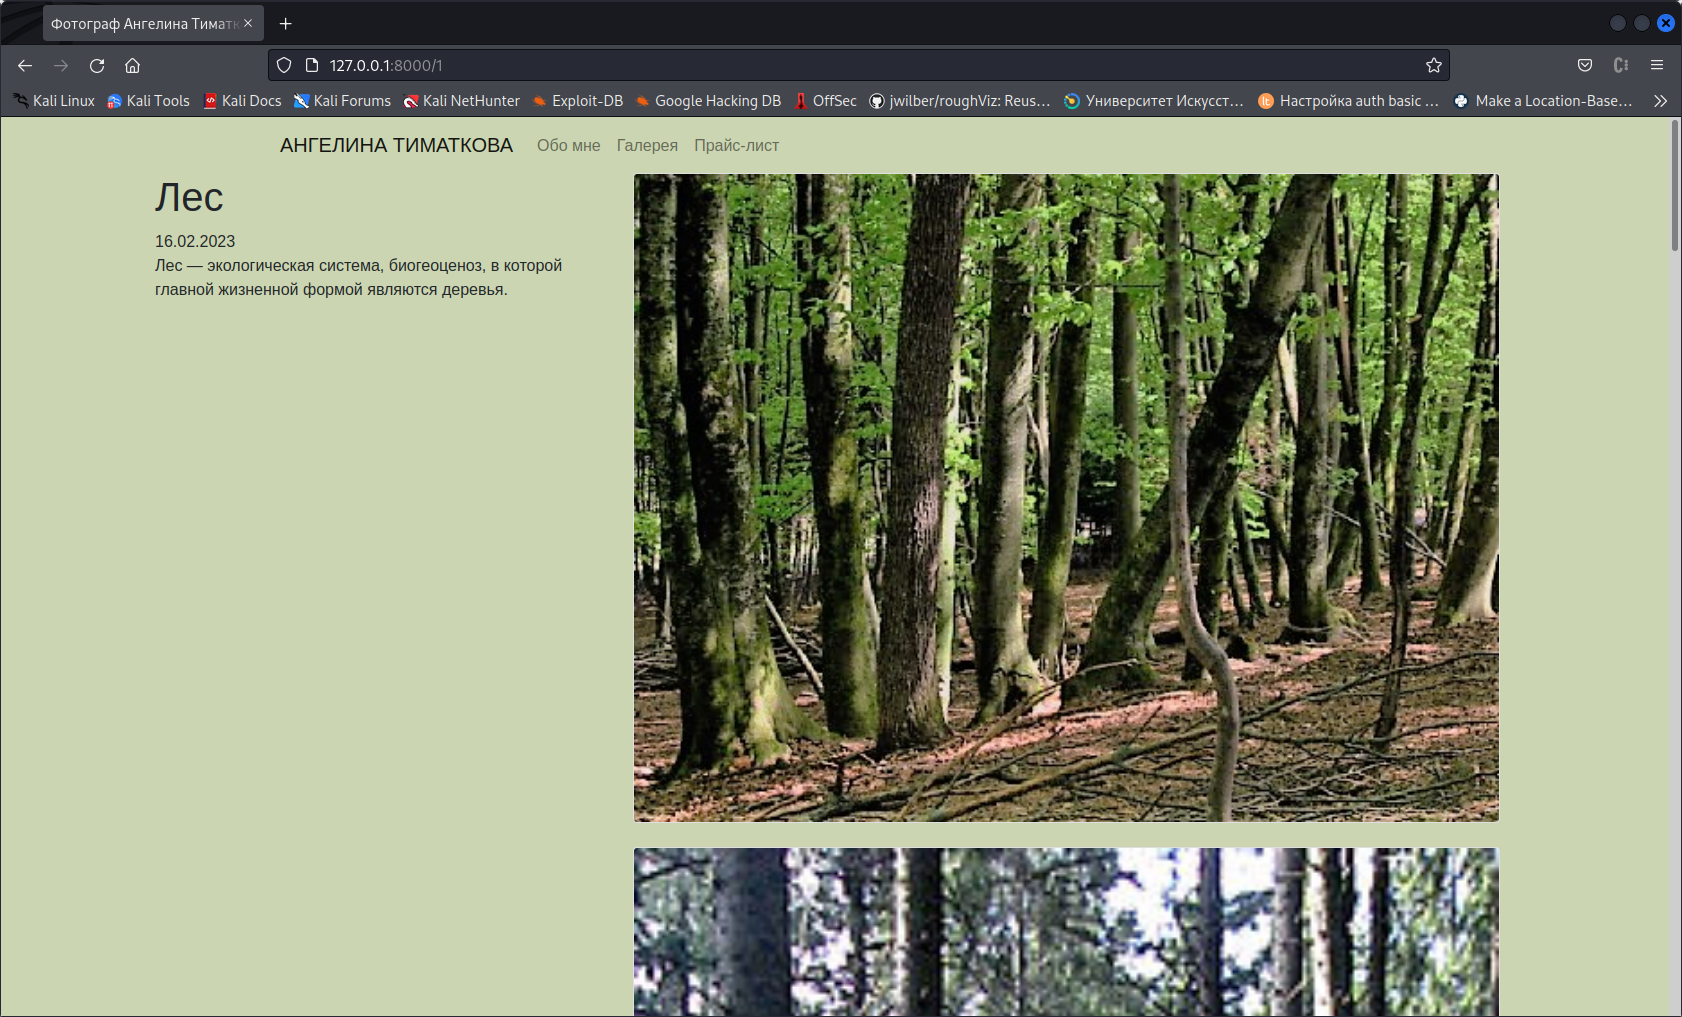 Фотограф Ангелина Тиматк
127.0.0.1:8000/1
Kali Linux Kali Tools Kali Docs Kali Forums Kali NetHunter Exploit-DB Google Hacking DB OffSec jwilber/roughViz: Reus… Университет Искусст… Настройка auth basic … Make a Location-Base…
АНГЕЛИНА ТИМАТКОВА Обо мне Галерея Прайс-лист
Лес
16.02.2023
Лес — экологическая система, биогеоценоз, в которой
главной жизненной формой являются деревья.